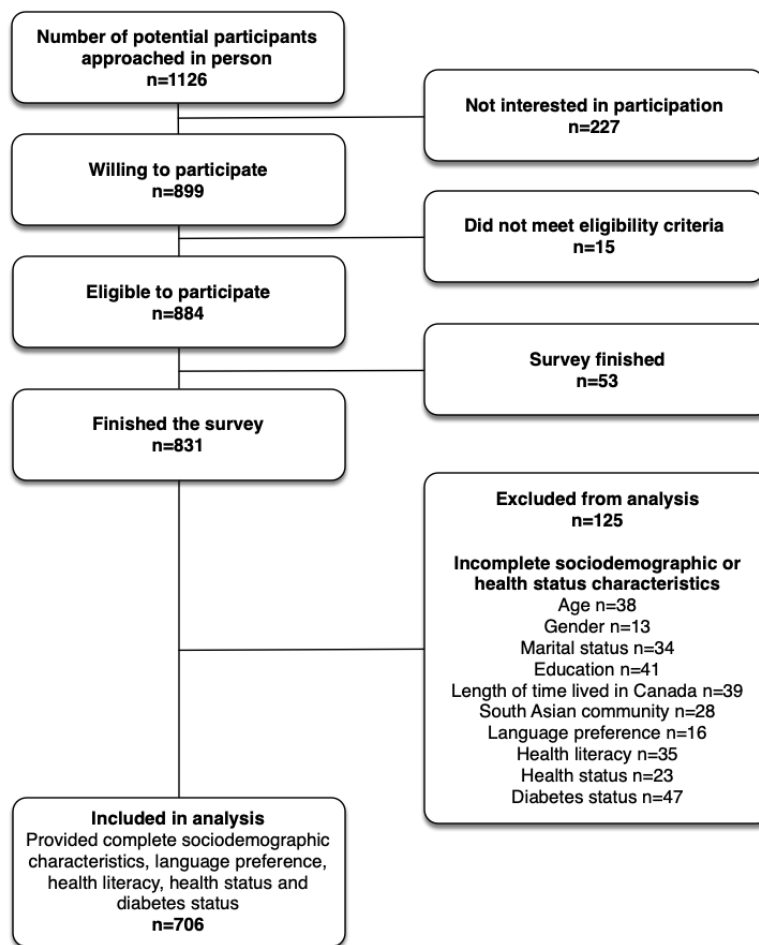 Number of potential participants
approached in person
n=1126
Not interested in participation
n=227
Willing to participate
n=899
Did not meet eligibility criteria
n=15
Eligible to participate
n=884
Survey finished
n=53
Finished the survey
n=831
Excluded from analysis
n=125
Incomplete sociodemographic or
health status characteristics
Age n=38
Gender n=13
Marital status n=34
Education n=41
Length of time lived in Canada n=39
South Asian community n=28
Language preference n=16
Health literacy n=35
Health status n=23
Diabetes status n=47
Included in analysis
Provided complete sociodemographic
characteristics, language preference,
health literacy, health status and
diabetes status
n=706